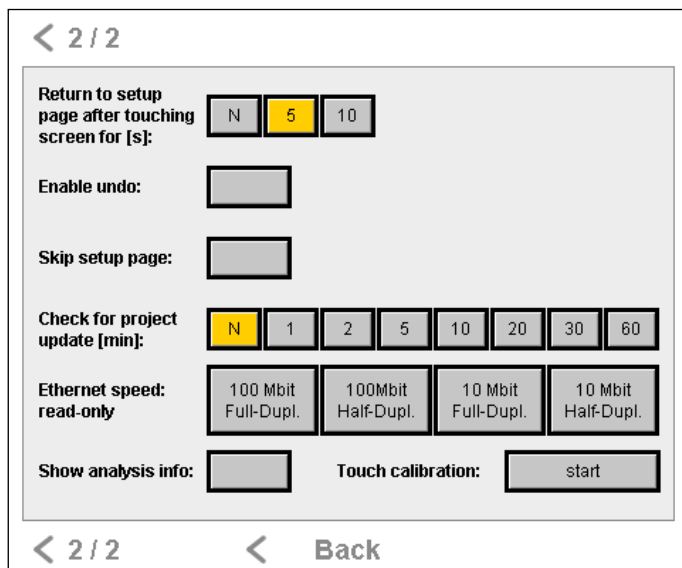 < 2 / 2
Return to setup
page after touching
screen for [s]:
N 5 10
Enable undo:
Skip setup page:
Check for project
update [min]:
N 1 2 5 10 20 30 60
Ethernet speed:
read-only
100 Mbit
Full-Dupl.
100Mbit
Half-Dupl.
10 Mbit
Full-Dupl.
10 Mbit
Half-Dupl.
Show analysis info:
Touch calibration:
start
< 2 / 2
< Back